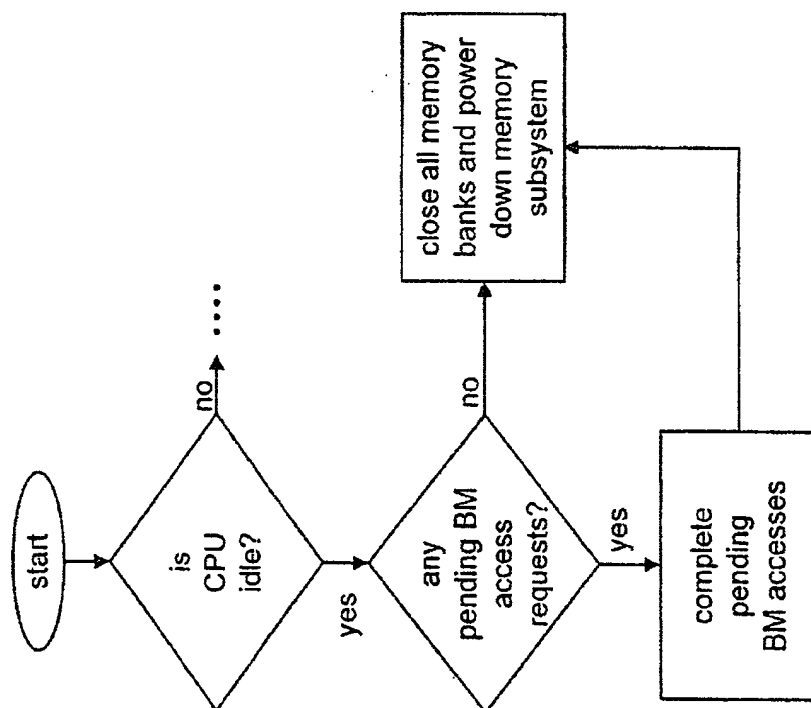 start
is
CPU
idle?
no
....
yes
any
pending BM
access
requests?
no
close all memory
banks and power
down memory
subsystem
yes
complete
pending
BM accesses